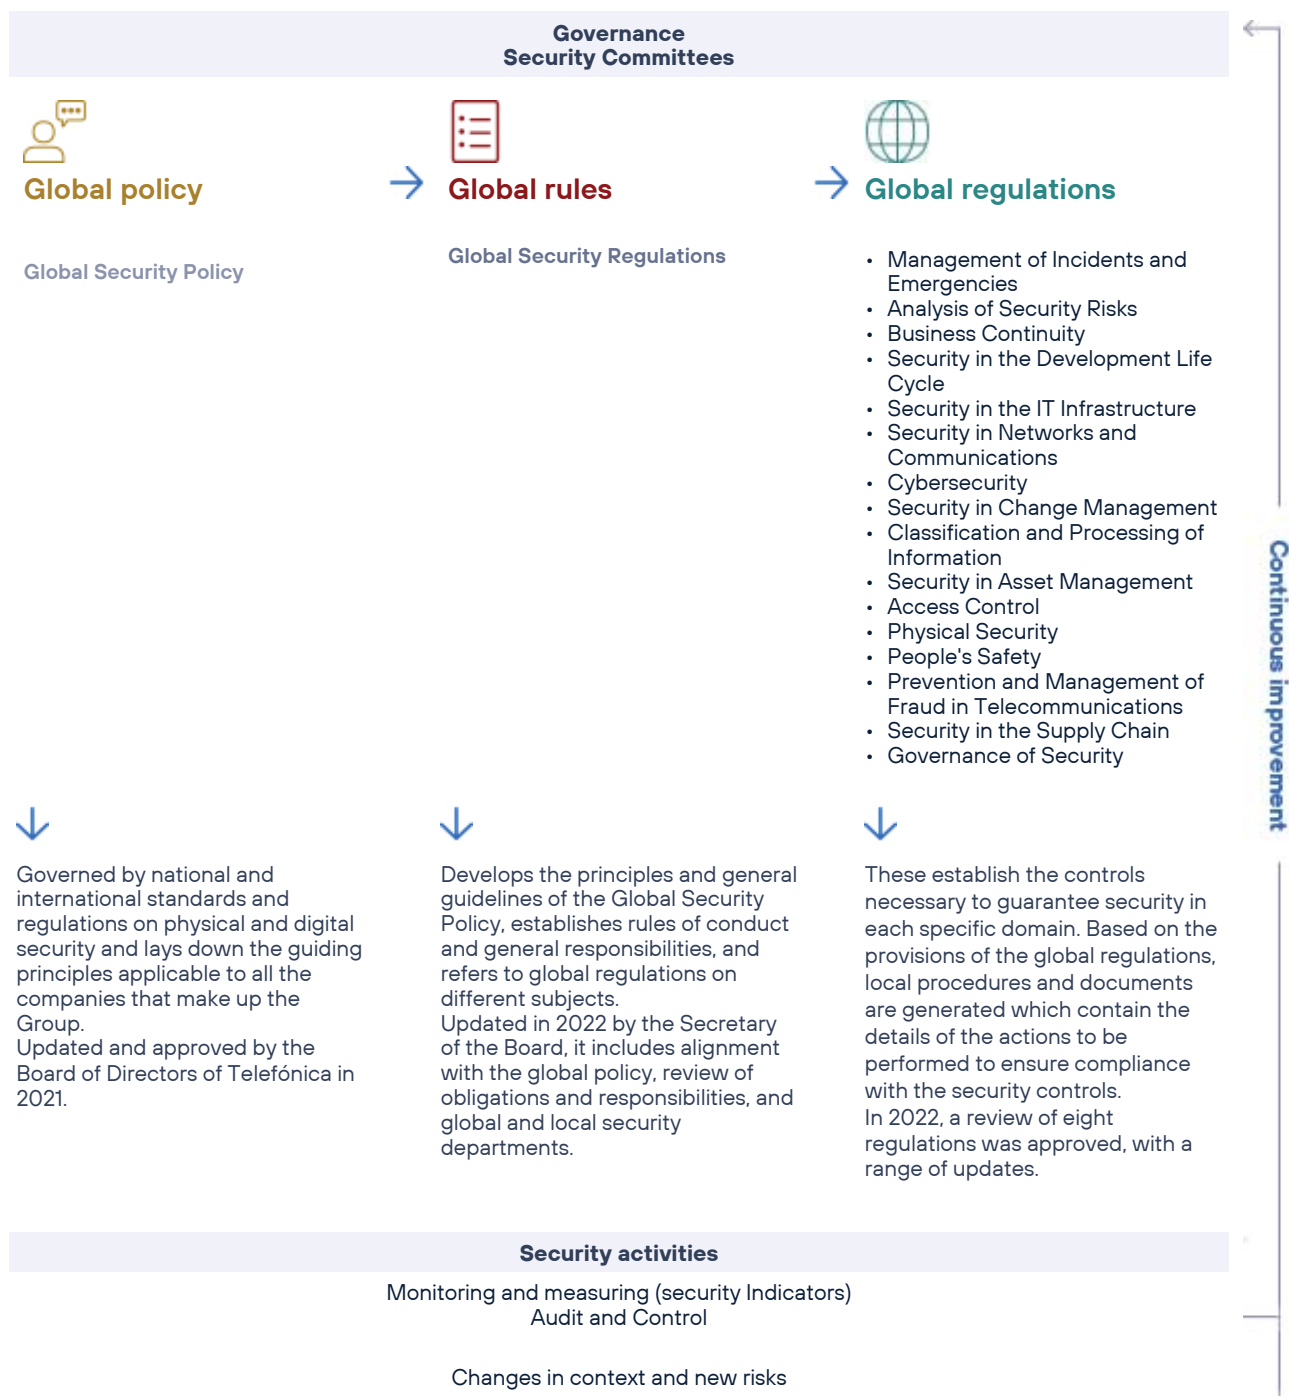 Governance
Security Committees
Global policy
Global Security Policy
Governed by national and
international standards and
regulations on physical and digital
security and lays down the guiding
principles applicable to all the
companies that make up the
Group.
Updated and approved by the
Board of Directors of Telefónica in
2021.
Global rules
Global Security Regulations
Develops the principles and general
guidelines of the Global Security
Policy, establishes rules of conduct
and general responsibilities, and
refers to global regulations on
different subjects.
Updated in 2022 by the Secretary
of the Board, it includes alignment
with the global policy, review of
obligations and responsibilities, and
global and local security
departments.
Global regulations
• Management of Incidents and
Emergencies
• Analysis of Security Risks
• Business Continuity
• Security in the Development Life
Cycle
• Security in the IT Infrastructure
• Security in Networks and
Communications
• Cybersecurity
• Security in Change Management
• Classification and Processing of
Information
• Security in Asset Management
• Access Control
• Physical Security
• People's Safety
• Prevention and Management of
Fraud in Telecommunications
• Security in the Supply Chain
• Governance of Security
These establish the controls
necessary to guarantee security in
each specific domain. Based on the
provisions of the global regulations,
local procedures and documents
are generated which contain the
details of the actions to be
performed to ensure compliance
with the security controls.
In 2022, a review of eight
regulations was approved, with a
range of updates.
Continuous improvement
Security activities
Monitoring and measuring (security Indicators)
Audit and Control
Changes in context and new risks